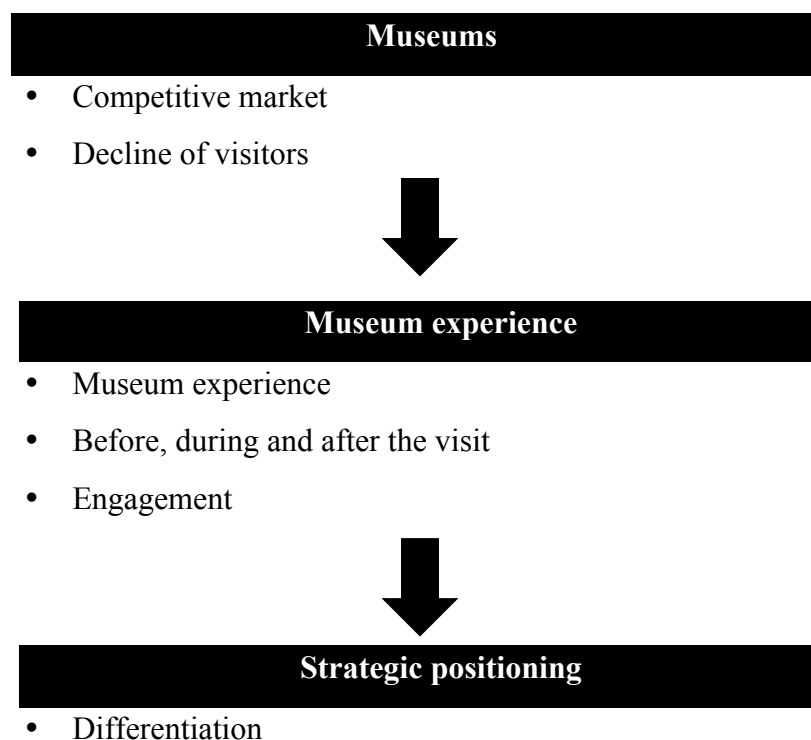 Museums
• Competitive market
• Decline of visitors
Museum experience
• Museum experience
• Before, during and after the visit
• Engagement
Strategic positioning
• Differentiation